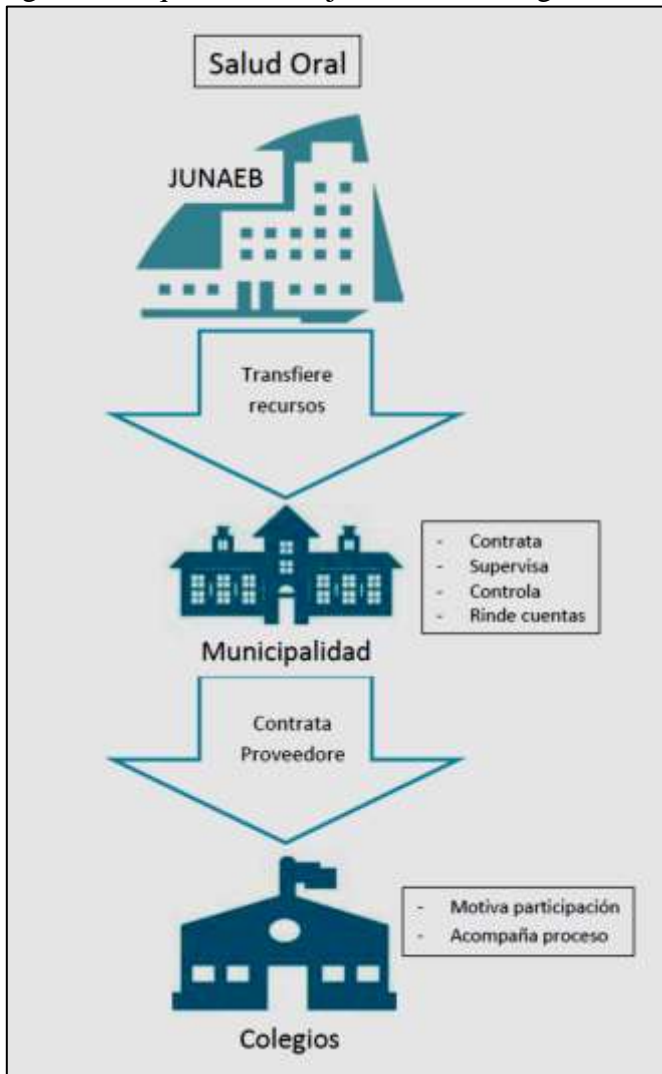 Salud Oral
JUNAEB
Transfiere
recursos
- Contrata
- Supervisa
- Controla
- Rinde cuentas
Municipalidad
Contrata
Proveedore
- Motiva participación
- Acompaña proceso
Colegios